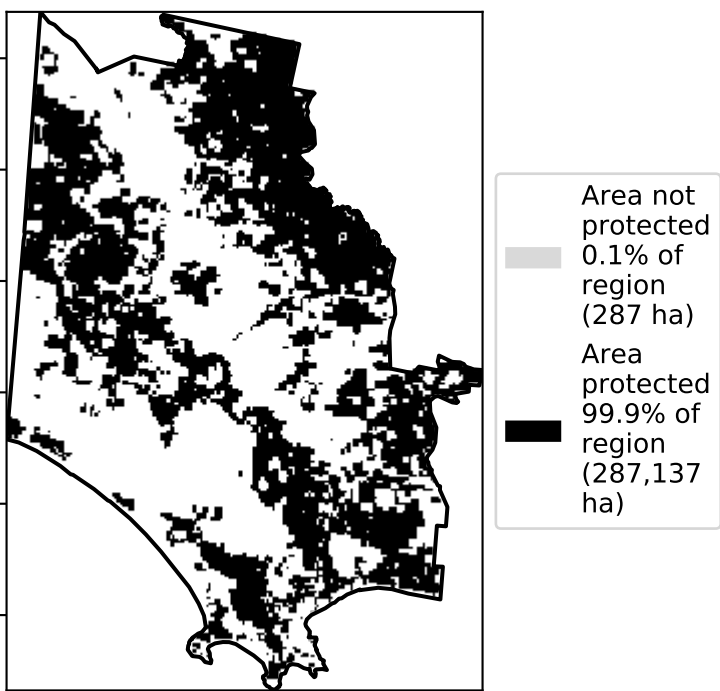 Area not
protected
0.1% of
region
(287 ha)
Area
protected
99.9% of
region
(287,137
ha)